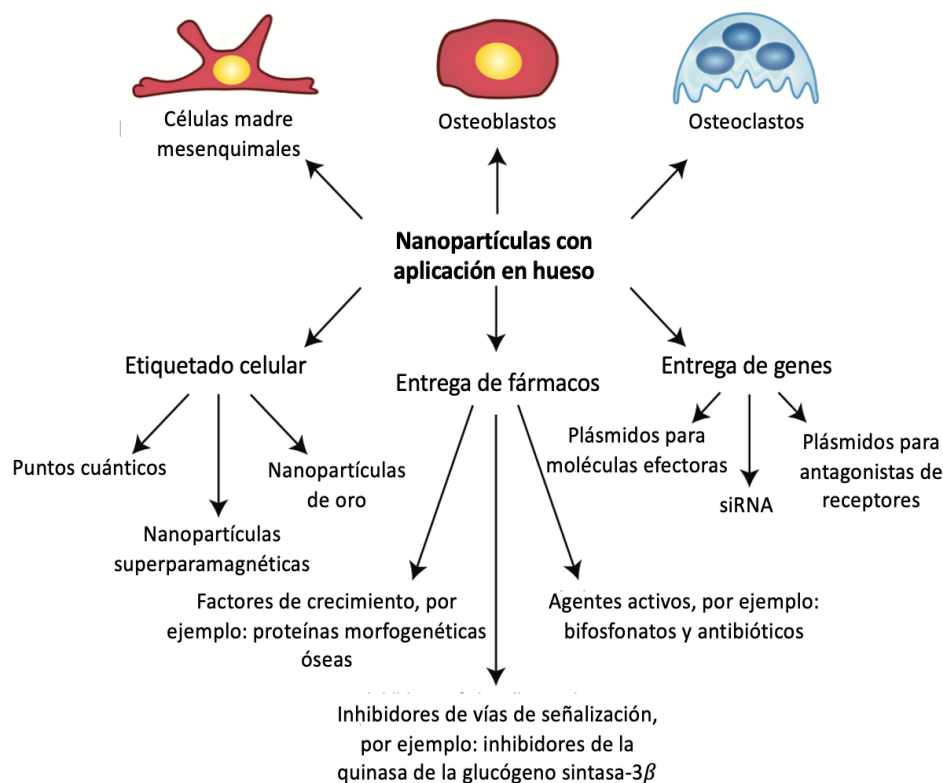 Células madre
mesenquimales
Osteoblastos
Osteoclastos
Nanopartículas con
aplicación en hueso
Etiquetado celular
Entrega de fármacos
Entrega de genes
Puntos cuánticos
Nanopartículas
superparamagnéticas
Nanopartículas
de oro
Plásmidos para
moléculas efectoras
siRNA
Plásmidos para
antagonistas de
receptores
Factores de crecimiento, por
ejemplo: proteínas morfogenéticas
óseas
Agentes activos, por ejemplo:
bifosfonatos y antibióticos
Inhibidores de vías de señalización,
por ejemplo: inhibidores de la
quinasa de la glucógeno sintasa-3β